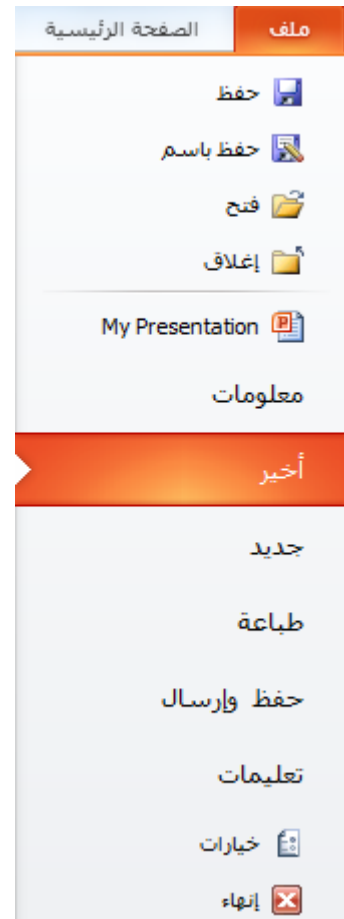 ملف الصفحة الرئيسية
حفظ
حفظ باسم
فتح
إغلاق
My Presentation
معلومات
أخير
جديد
طباعة
حفظ وإرسال
تعليمات
خيارات
إنهاء